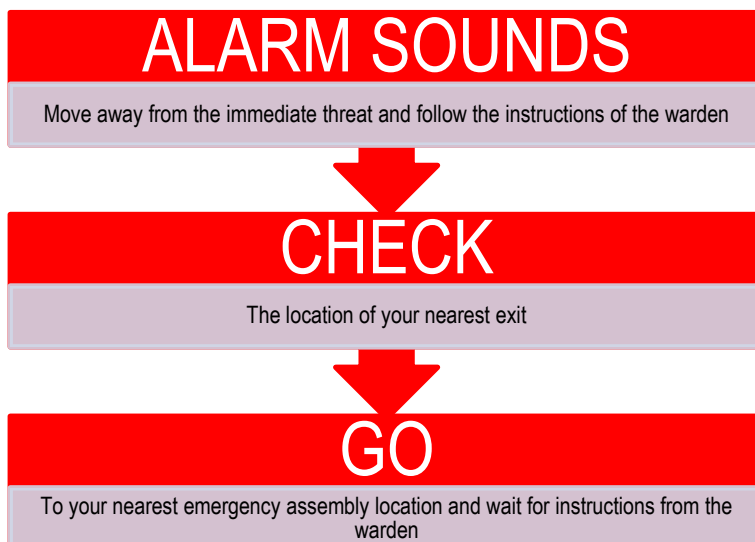 ALARM SOUNDS
Move away from the immediate threat and follow the instructions of the warden
CHECK
The location of your nearest exit
GO
To your nearest emergency assembly location and wait for instructions from the
warden